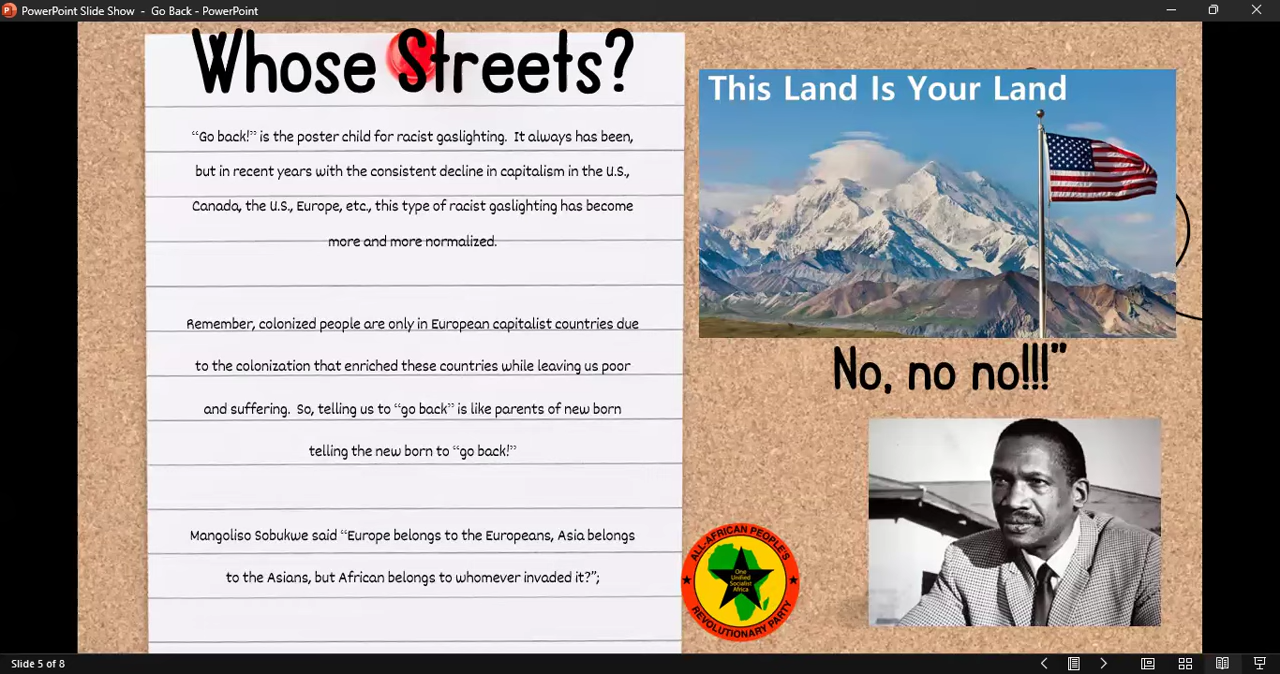 PowerPoint Slide Show - Go Back - PowerPoint
Whose Streets?
“Go back!” is the poster child for racist gaslighting. It always has been,
but in recent years with the consistent decline in capitalism in the U.S.,
Canada, the U.S., Europe, etc., this type of racist gaslighting has become
more and more normalized.
Remember, colonized people are only in European capitalist countries due
to the colonization that enriched these countries while leaving us poor
and suffering. So, telling us to “go back” is like parents of new born
telling the new born to “go back!”
Mangoliso Sobukwe said “Europe belongs to the Europeans, Asia belongs
to the Asians, but African belongs to whomever invaded it?”;
This Land Is Your Land
No, no no!!!”
ALL-AFRICAN PEOPLE'S
One
Unified
Socialist
Africa
REVOLUTIONARY PARTY
Slide 5 of 8